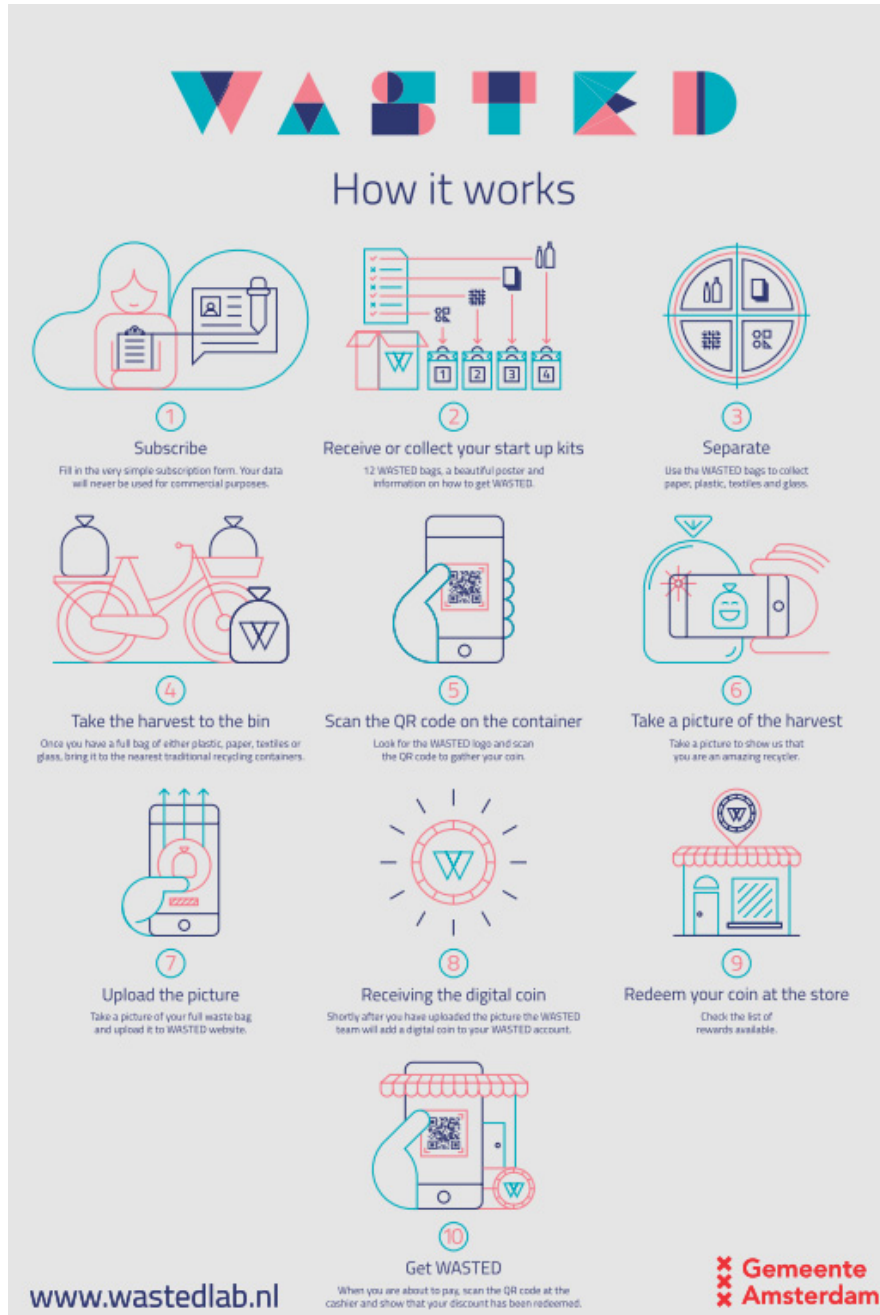 WASTED
How it works
1
Subscribe
Fill in the very simple subscription form. Your data
will never be used for commercial purposes.
1 2 3 4
2
Receive or collect your start up kits
12 WASTED bags, a beautiful poster and
information on how to get WASTED.
3
Separate
Use the WASTED bags to collect
paper, plastic, textiles and glass.
4
Take the harvest to the bin
Once you have a full bag of either plastic, paper, textiles or
glass, bring it to the nearest traditional recycling containers.
5
Scan the QR code on the container
Look for the WASTED logo and scan
the QR code to gather your coin.
6
Take a picture of the harvest
Take a picture to show us that
you are an amazing recycler.
7
Upload the picture
Take a picture of your full waste bag
and upload it to WASTED website.
8
Receiving the digital coin
Shortly after you have uploaded the picture the WASTED
team will add a digital coin to your WASTED account.
9
Redeem your coin at the store
Check the list of
rewards available.
10
Get WASTED
When you are about to pay, scan the QR code at the
cashier and show that your discount has been redeemed.
www.wastedlab.nl
Gemeente
Amsterdam